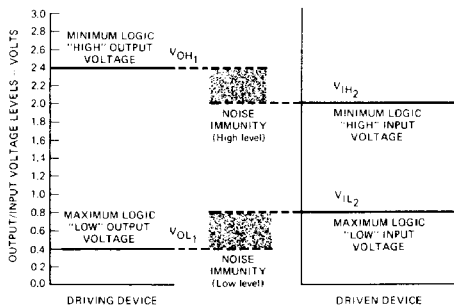 OUTPUT/INPUT VOLTAGE LEVELS – VOLTS
3.0
2.8
2.6
2.4
2.2
2.0
1.8
1.6
1.4
1.2
1.0
0.8
0.6
0.4
0.2
0.0
MINIMUM LOGIC
"HIGH" OUTPUT
VOLTAGE
VOH1
NOISE
IMMUNITY
(High level)
VIH2
MINIMUM LOGIC
"HIGH" INPUT
VOLTAGE
MAXIMUM LOGIC
"LOW" OUTPUT
VOLTAGE
VOL1
NOISE
IMMUNITY
(Low level)
VIL2
MAXIMUM LOGIC
"LOW" INPUT
VOLTAGE
DRIVING DEVICE
DRIVEN DEVICE